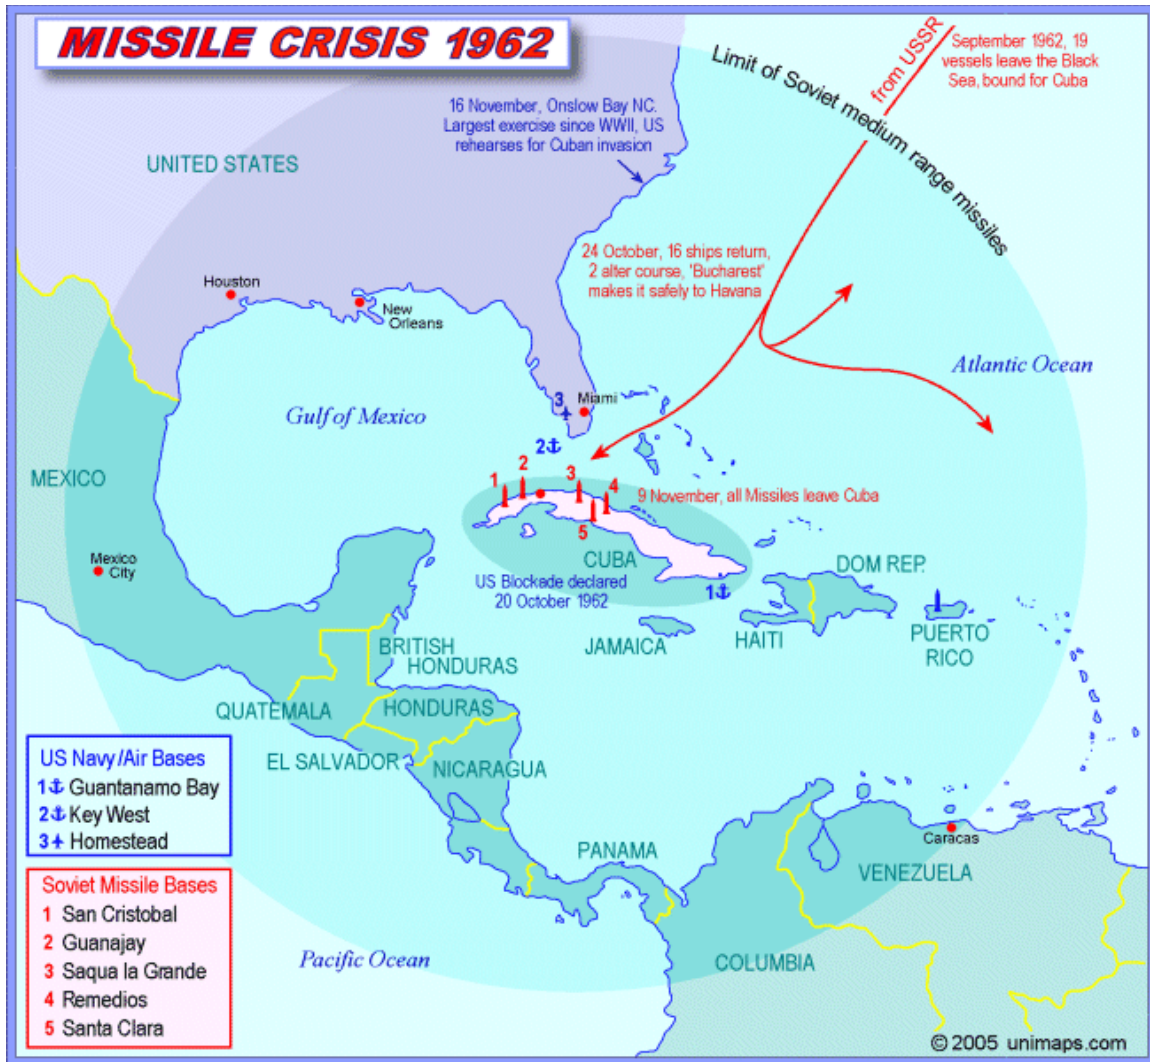 MISSILE CRISIS 1962
from USSR
September 1962, 19
vessels leave the Black
Sea, bound for Cuba
Limit of Soviet medium range missiles
16 November, Onslow Bay NC.
Largest exercise since WWII, US
rehearses for Cuban invasion
UNITED STATES
24 October, 16 ships return,
2 alter course, 'Bucharest'
makes it safely to Havana
Houston
New
Orleans
Atlantic Ocean
Gulf of Mexico
3
Miami
2
MEXICO
1
2
3
4
5
9 November, all Missiles leave Cuba
Mexico
City
CUBA
US Blockade declared
20 October 1962
1
DOM REP.
JAMAICA
HAITI
PUERTO
RICO
BRITISH
HONDURAS
QUATEMALA
HONDURAS
EL SALVADOR
NICARAGUA
US Navy/Air Bases
1 Guantanamo Bay
2 Key West
3 Homestead
PANAMA
Caracas
VENEZUELA
Soviet Missile Bases
1 San Cristobal
2 Guanajay
3 Saqua la Grande
4 Remedios
5 Santa Clara
Pacific Ocean
COLUMBIA
© 2005 unimaps.com